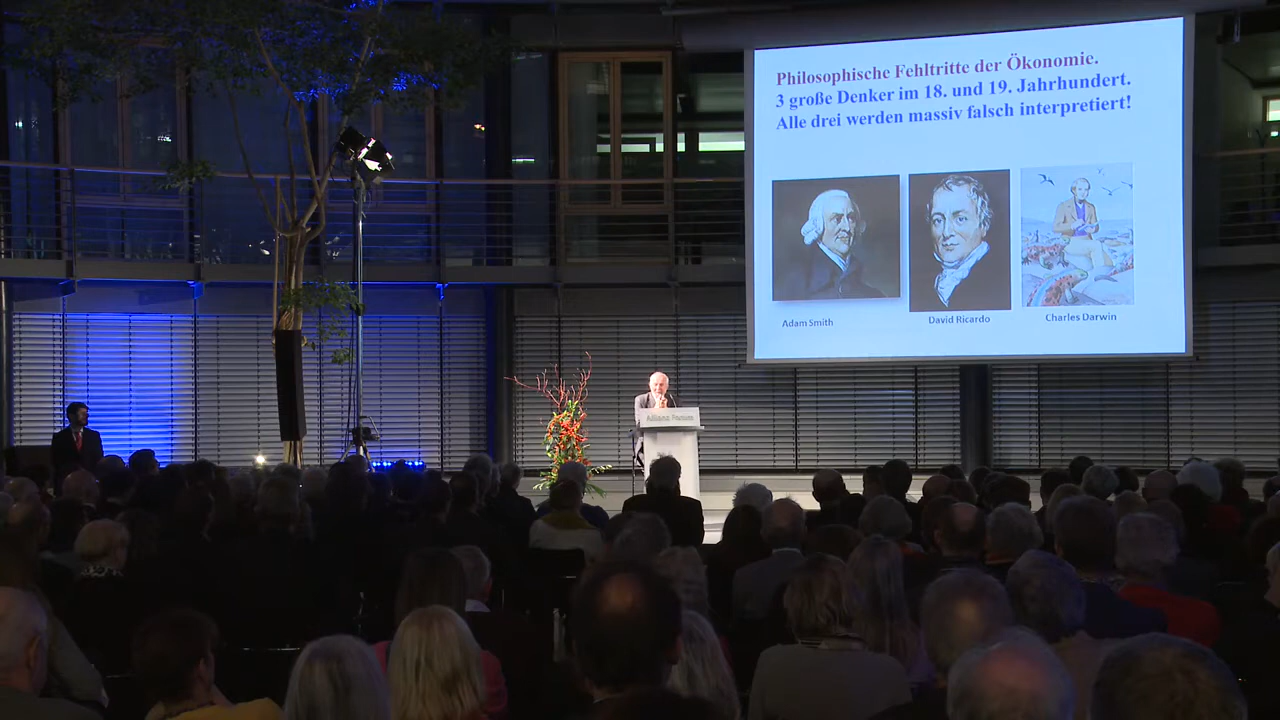 Philosophische Fehltritte der Ökonomie.
3 große Denker im 18. und 19. Jahrhundert.
Alle drei werden massiv falsch interpretiert!
Adam Smith
David Ricardo
Charles Darwin
Allianz Forum